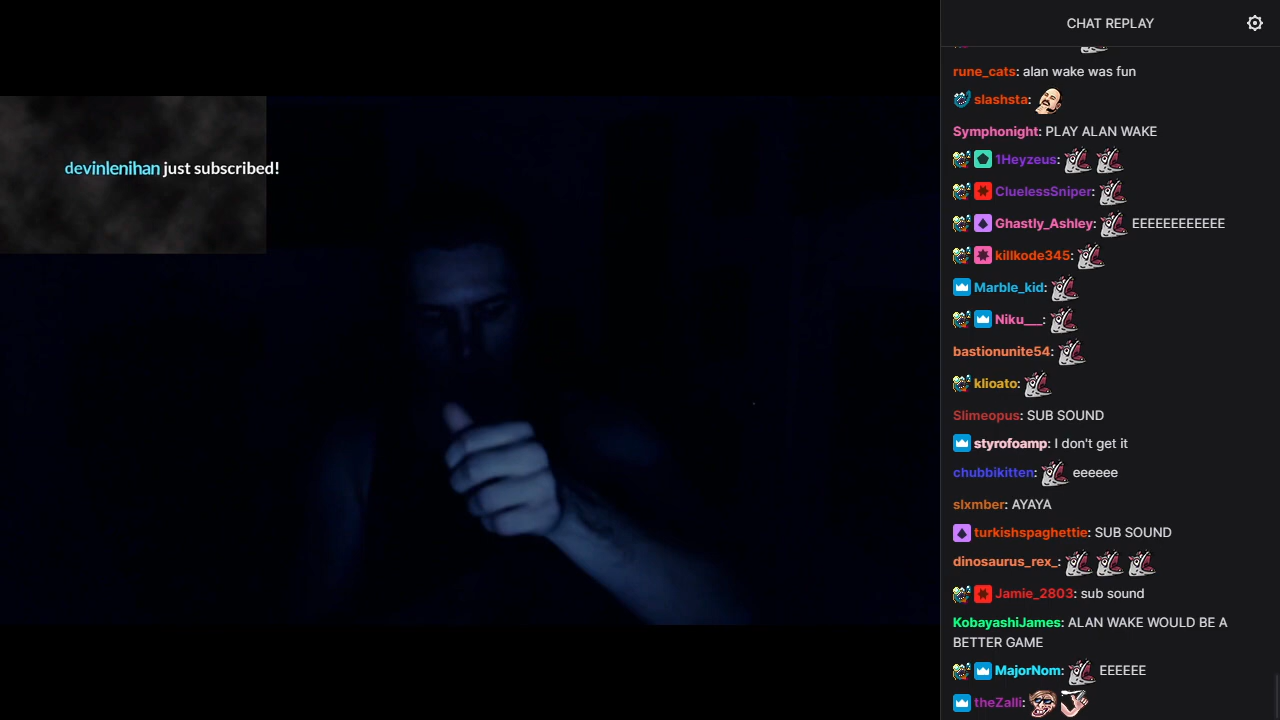 devinlenihan just subscribed!
CHAT REPLAY
rune_cats: alan wake was fun
slashsta:
Symphonight: PLAY ALAN WAKE
1Heyzeus:
CluelessSniper:
Ghastly_Ashley: EEEEEEEEEEEE
killkode345:
Marble_kid:
Niku___:
bastionunite54:
klioato:
Slimeopus: SUB SOUND
styrofoamp: I don't get it
chubbikitten: eeeeee
slxmber: AYAYA
turkishspaghettie: SUB SOUND
dinosaurus_rex_:
Jamie_2803: sub sound
KobayashiJames: ALAN WAKE WOULD BE A
BETTER GAME
MajorNom: EEEEEE
theZalli: